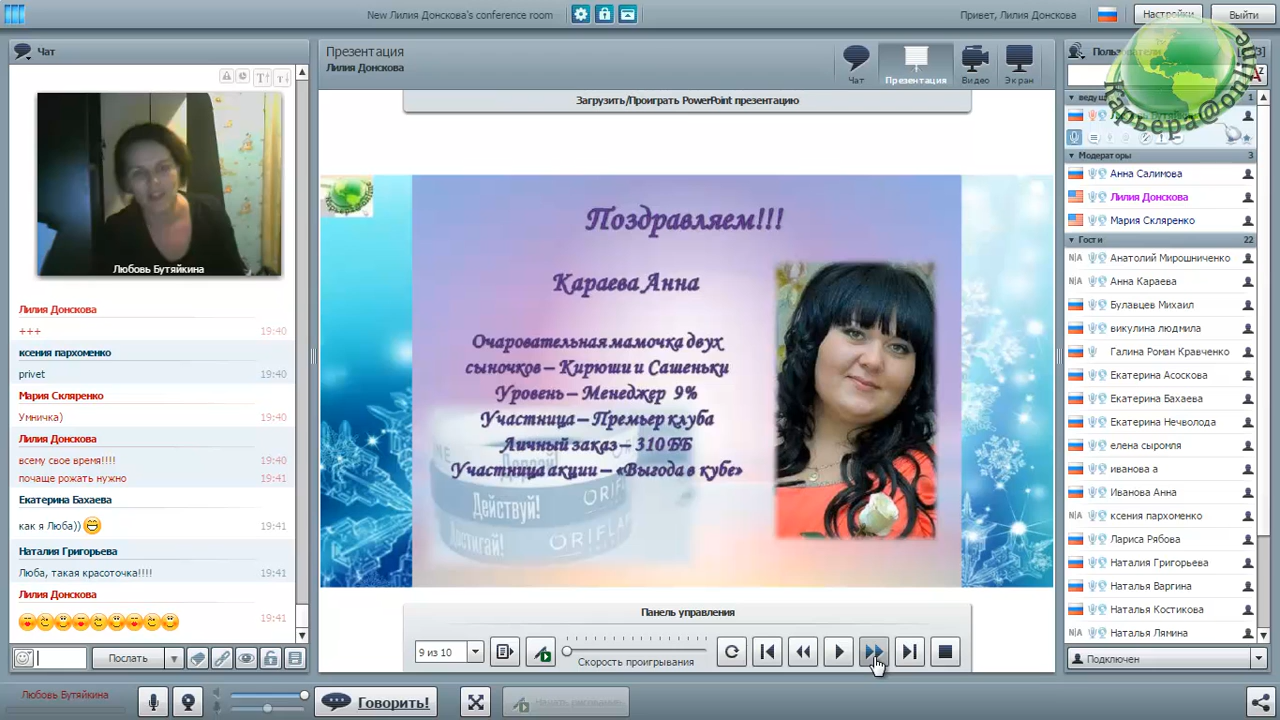 New Лилия Донскова's conference room
Привет, Лилия Донскова
Настройки
Выйти
Чат
Любовь Бутяйкина
Лилия Донскова
+++ 19:40
ксения пархоменко
privet 19:40
Мария Скляренко
Умничка) 19:40
Лилия Донскова
всему свое время!!!! 19:40
почаще рожать нужно 19:41
Екатерина Бахаева
как я Люба)) 19:41
Наталия Григорьева
Люба, такая красоточка!!!! 19:41
Лилия Донскова
19:41
Послать
Презентация
Лилия Донскова
Чат
Презентация
Видео
Экран
Загрузить/Проиграть PowerPoint презентацию
Поздравляем!!!
Караева Анна
Очаровательная мамочка двух
сыночков – Кирюши и Сашеньки
Уровень – Менеджер 9%
Участница – Премьер клуба
Личный заказ – 310 ББ
Участница акции – «Выгода в кубе»
Действуй!
ORIFLAME
Достигай!
ORIFL
Панель управления
9 из 10
Скорость проигрывания
карьера@online
ведущ 1
Модераторы 3
Анна Салимова
Лилия Донскова
Мария Скляренко
Гости 22
N/A Анатолий Мирошниченко
N/A Анна Караева
Булавцев Михаил
викулина людмила
Галина Роман Кравченко
Екатерина Асоскова
Екатерина Бахаева
Екатерина Нечволода
елена сыромля
иванова а
Иванова Анна
N/A ксения пархоменко
Лариса Рябова
Наталия Григорьева
Наталья Варгина
Наталья Костикова
Наталья Лямина
Подключен
Любовь Бутяйкина
Говорить!